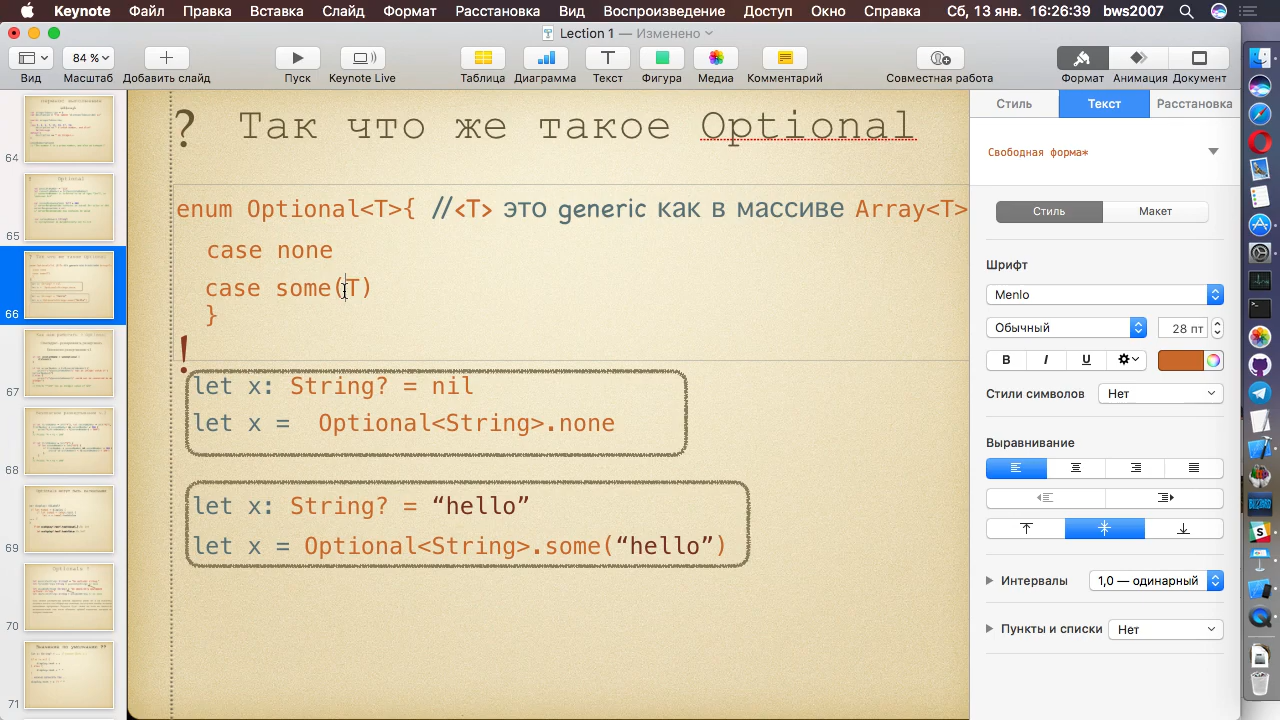 Keynote Файл Правка Вставка Слайд Формат Расстановка Вид Воспроизведение Доступ Окно Справка Сб, 13 янв. 16:26:39 bws2007
Lection 1 — Изменено
84 %
Вид Масштаб Добавить слайд Пуск Keynote Live Таблица Диаграмма Текст Фигура Медиа Комментарий Совместная работа Формат Анимация Документ
64
65
66
67
68
69
70
71
? Так что же такое Optional
enum Optional<T>{ //<T> это generic как в массиве Array<T>
case none
case some(T)
}
!
let x: String? = nil
let x = Optional<String>.none
let x: String? = “hello”
let x = Optional<String>.some(“hello”)
Стиль Текст Расстановка
Свободная форма*
Стиль Макет
Шрифт
Menlo
Обычный 28 пт
B I U
Стили символов Нет
Выравнивание
Интервалы 1,0 — одинарный
Пункты и списки Нет